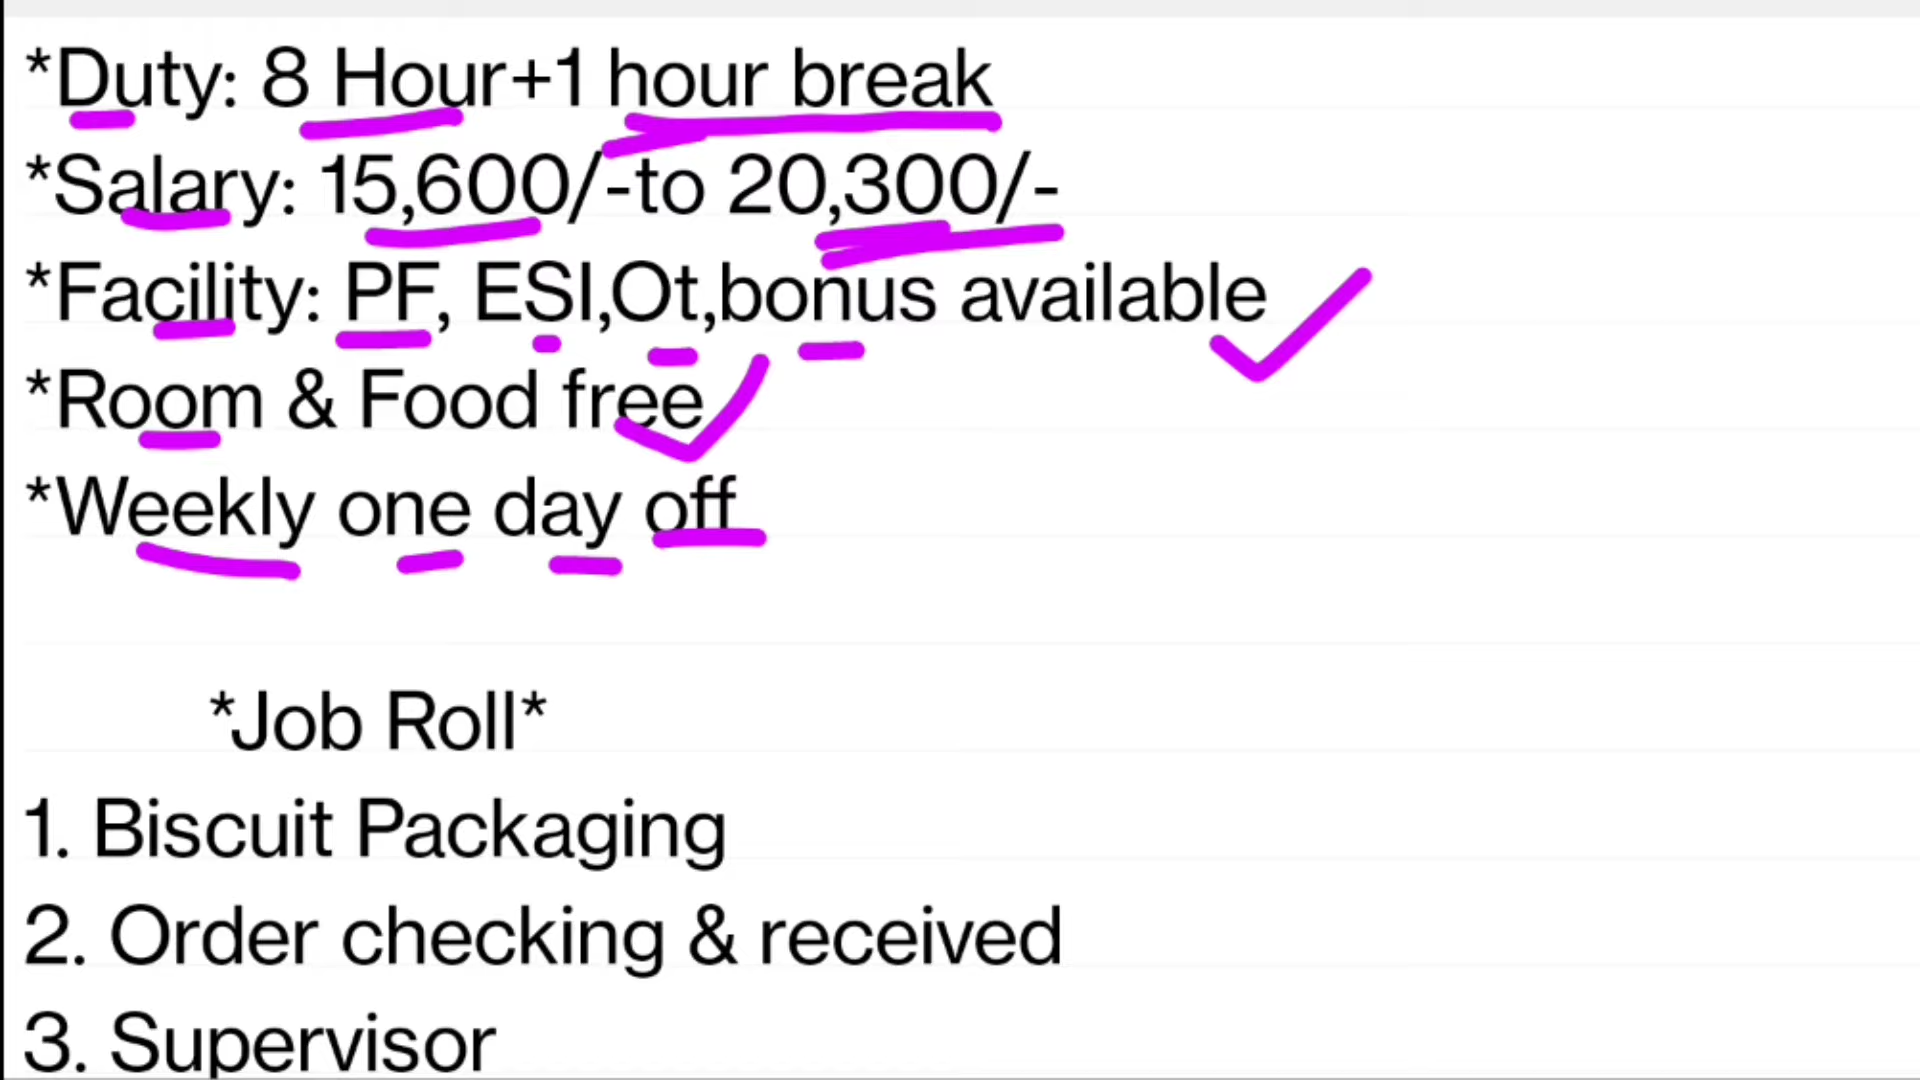 *Duty: 8 Hour+1 hour break
*Salary: 15,600/-to 20,300/-
*Facility: PF, ESI,Ot,bonus available
*Room & Food free
*Weekly one day off
*Job Roll*
1. Biscuit Packaging
2. Order checking & received
3. Supervisor